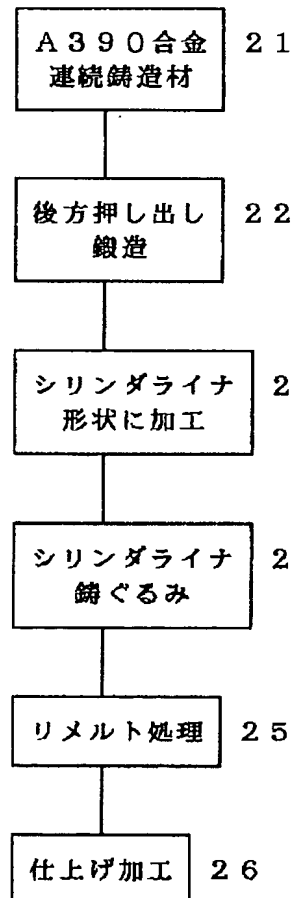 A390合金 21
連続鋳造材
後方押し出し 22
鍛造
シリンダライナ 2
形状に加工
シリンダライナ 2
鋳ぐるみ
リメルト処理 25
仕上げ加工 26